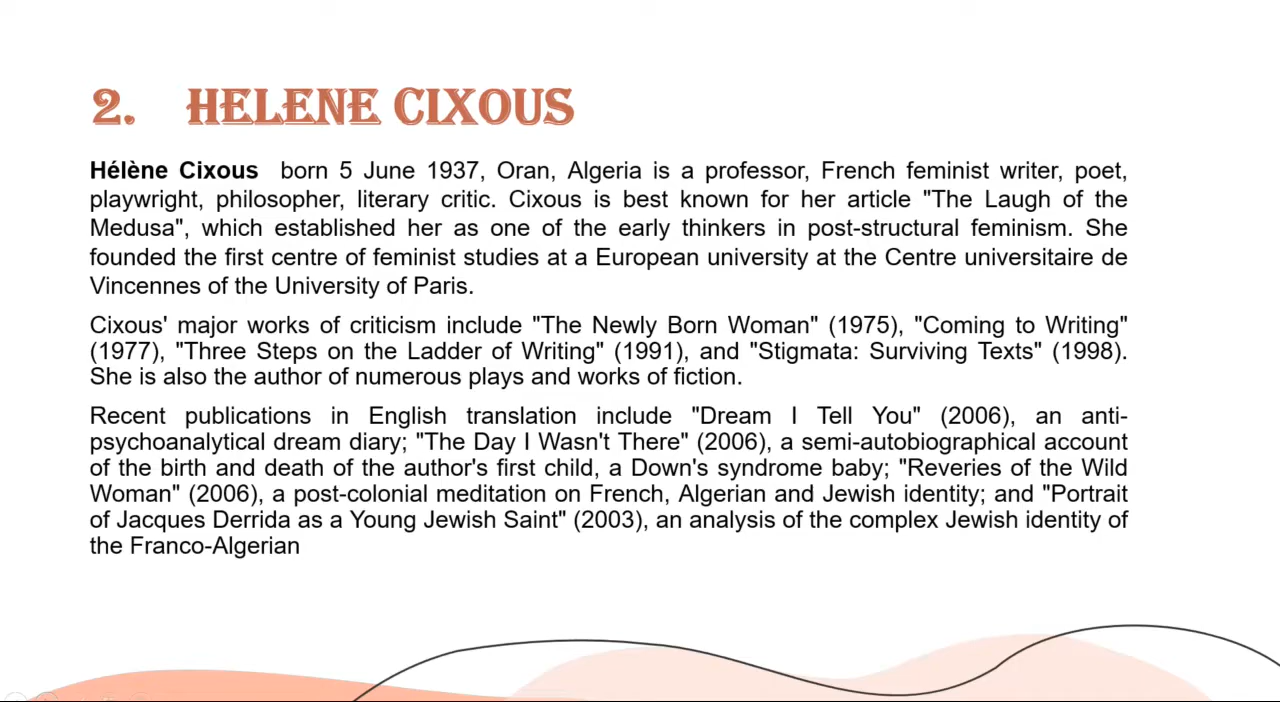 2. HELENE CIXOUS
Hélène Cixous born 5 June 1937, Oran, Algeria is a professor, French feminist writer, poet,
playwright, philosopher, literary critic. Cixous is best known for her article "The Laugh of the
Medusa", which established her as one of the early thinkers in post-structural feminism. She
founded the first centre of feminist studies at a European university at the Centre universitaire de
Vincennes of the University of Paris.
Cixous' major works of criticism include "The Newly Born Woman" (1975), "Coming to Writing"
(1977), "Three Steps on the Ladder of Writing" (1991), and "Stigmata: Surviving Texts" (1998).
She is also the author of numerous plays and works of fiction.
Recent publications in English translation include "Dream I Tell You" (2006), an anti-
psychoanalytical dream diary; "The Day I Wasn't There" (2006), a semi-autobiographical account
of the birth and death of the author's first child, a Down's syndrome baby; "Reveries of the Wild
Woman" (2006), a post-colonial meditation on French, Algerian and Jewish identity; and "Portrait
of Jacques Derrida as a Young Jewish Saint" (2003), an analysis of the complex Jewish identity of
the Franco-Algerian